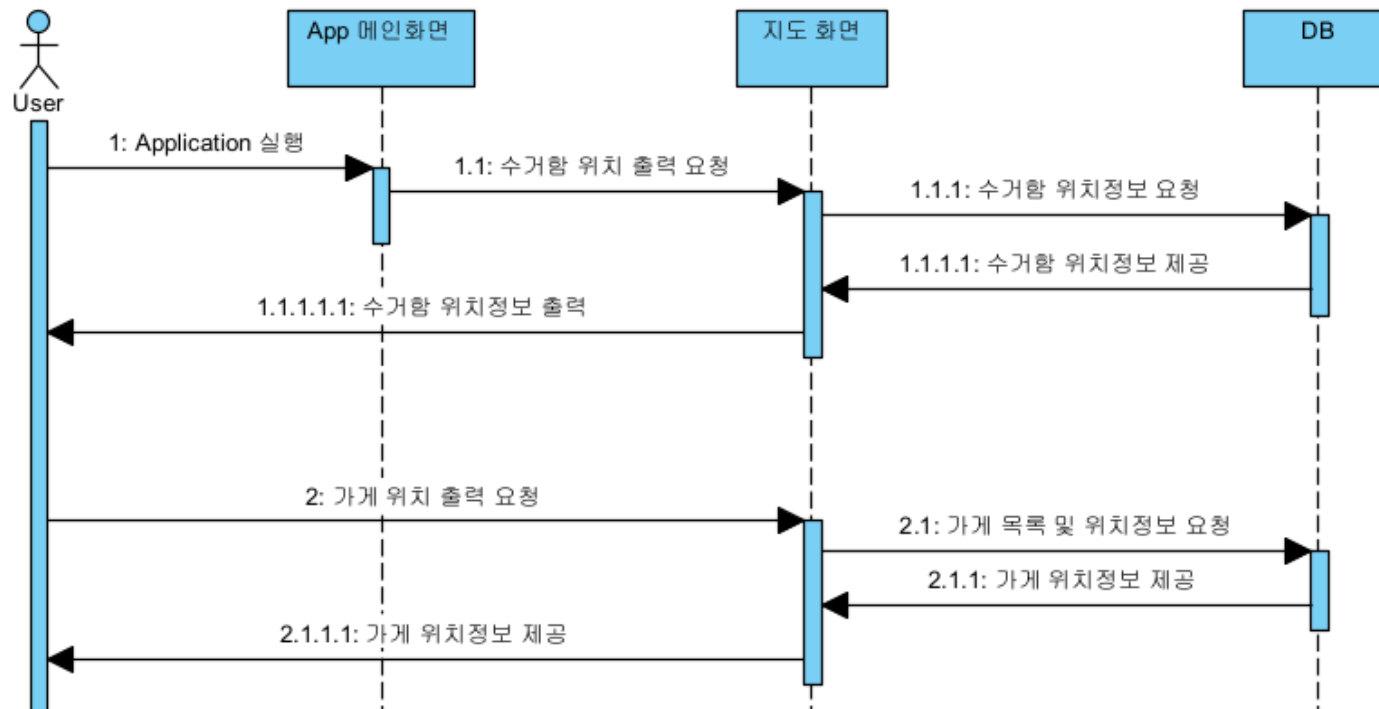 App 메인화면
지도 화면
DB
User
1: Application 실행
1.1: 수거함 위치 출력 요청
1.1.1: 수거함 위치정보 요청
1.1.1.1: 수거함 위치정보 제공
1.1.1.1.1: 수거함 위치정보 출력
2: 가게 위치 출력 요청
2.1: 가게 목록 및 위치정보 요청
2.1.1: 가게 위치정보 제공
2.1.1.1: 가게 위치정보 제공